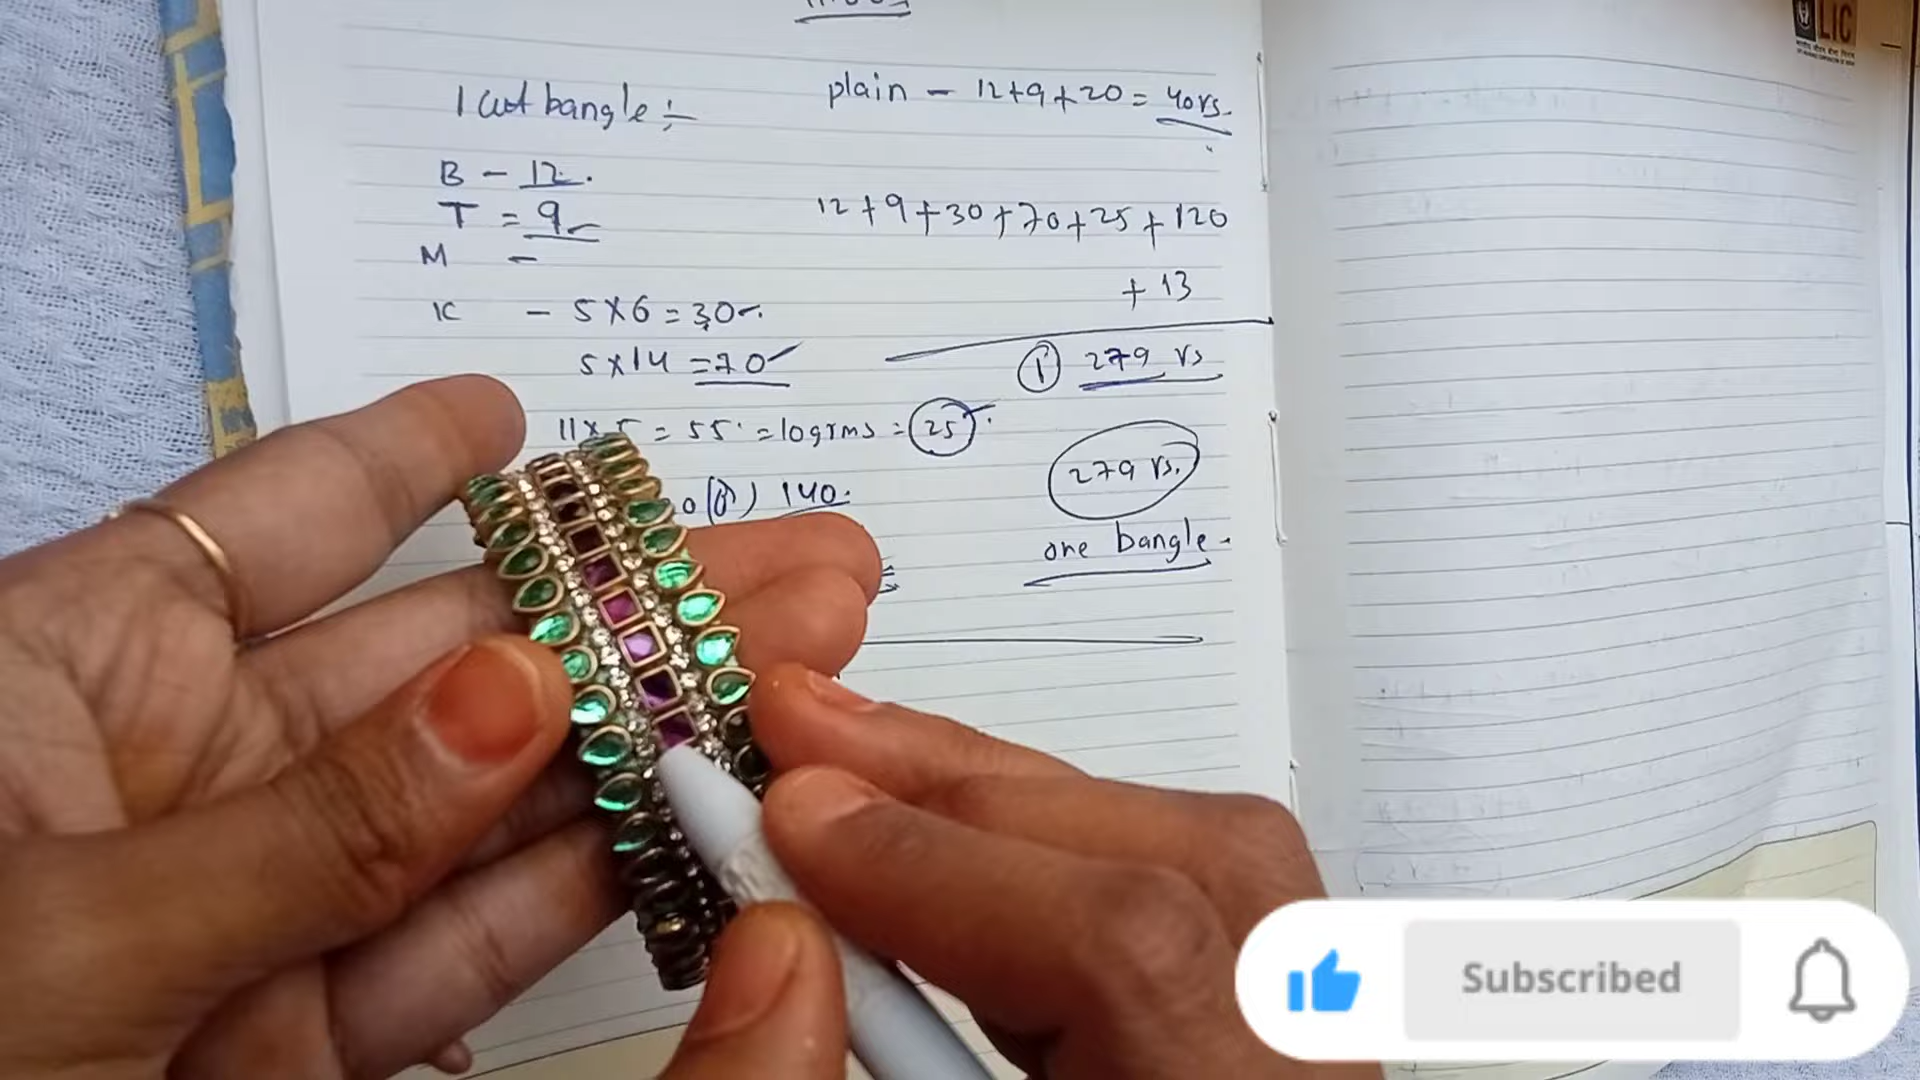 1 cut bangle :-
plain - 12+9+20 = 40rs.
B - 12.
T = 9
M -
12+9+30+70+25+120
+ 13
K - 5x6 = 30
5x14 = 70
1 279 rs
11x5 = 55 = 10grms = 25
279 rs.
140.
one bangle
LIC
Subscribed